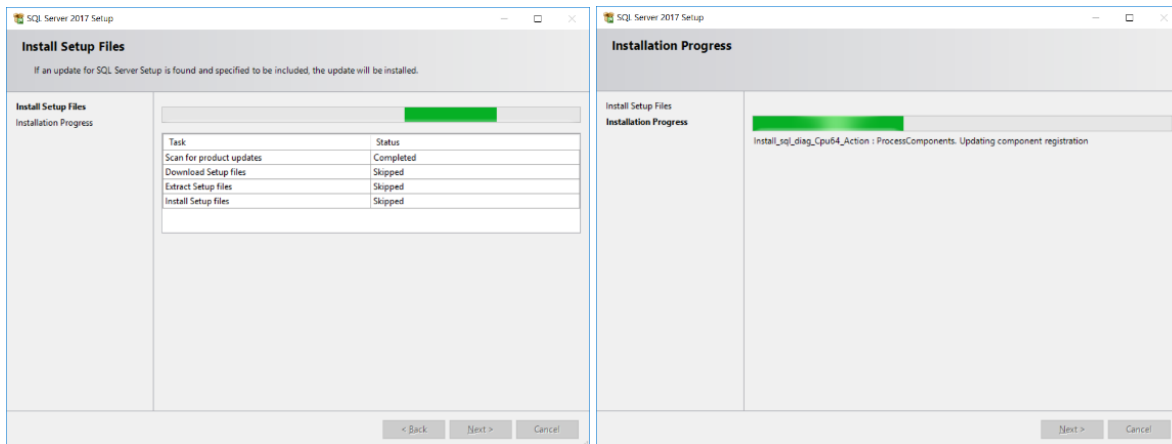 SQL Server 2017 Setup
Install Setup Files
If an update for SQL Server Setup is found and specified to be included, the update will be installed.
Install Setup Files
Installation Progress
Task Status
Scan for product updates Completed
Download Setup files Skipped
Extract Setup files Skipped
Install Setup files Skipped
< Back Next > Cancel
SQL Server 2017 Setup
Installation Progress
Install Setup Files
Installation Progress
Install_sql_diag_Cpu64_Action : ProcessComponents. Updating component registration
Next > Cancel